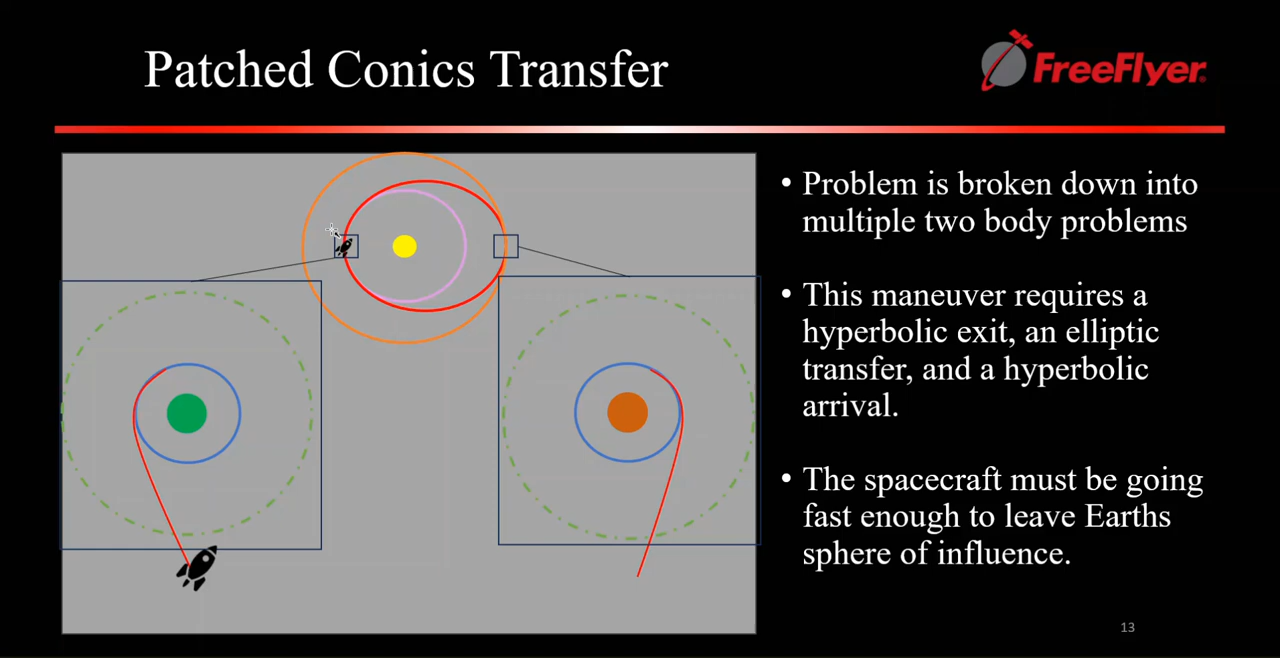 Patched Conics Transfer
FreeFlyer
• Problem is broken down into
multiple two body problems
• This maneuver requires a
hyperbolic exit, an elliptic
transfer, and a hyperbolic
arrival.
• The spacecraft must be going
fast enough to leave Earths
sphere of influence.
13